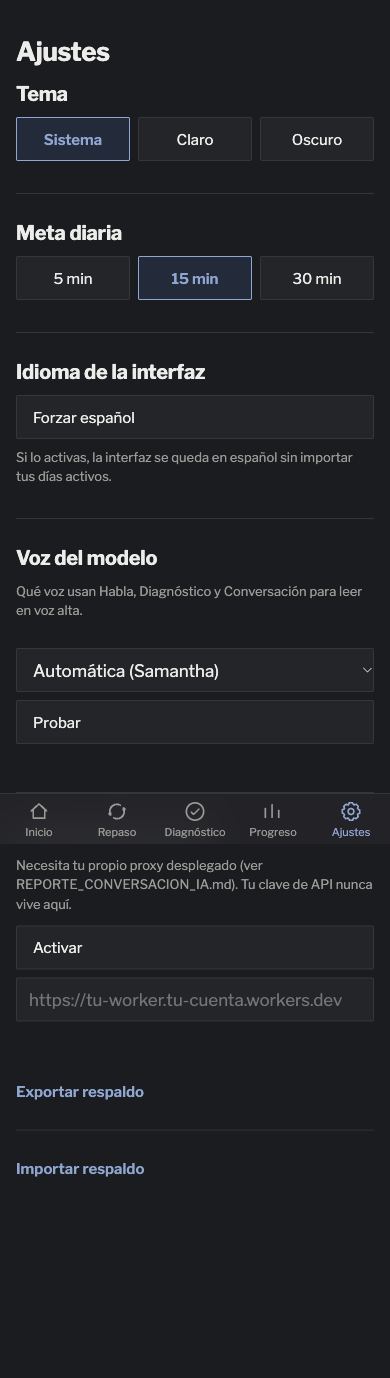 Ajustes
Tema
Sistema
Claro
Oscuro
Meta diaria
5 min
15 min
30 min
Idioma de la interfaz
Forzar español
Si lo activas, la interfaz se queda en español sin importar
tus días activos.
Voz del modelo
Qué voz usan Habla, Diagnóstico y Conversación para leer
en voz alta.
Automática (Samantha)
Probar
Inicio
Repaso
Diagnóstico
Progreso
Ajustes
Necesita tu propio proxy desplegado (ver
REPORTE_CONVERSACION_IA.md). Tu clave de API nunca
vive aquí.
Activar
https://tu-worker.tu-cuenta.workers.dev
Exportar respaldo
Importar respaldo